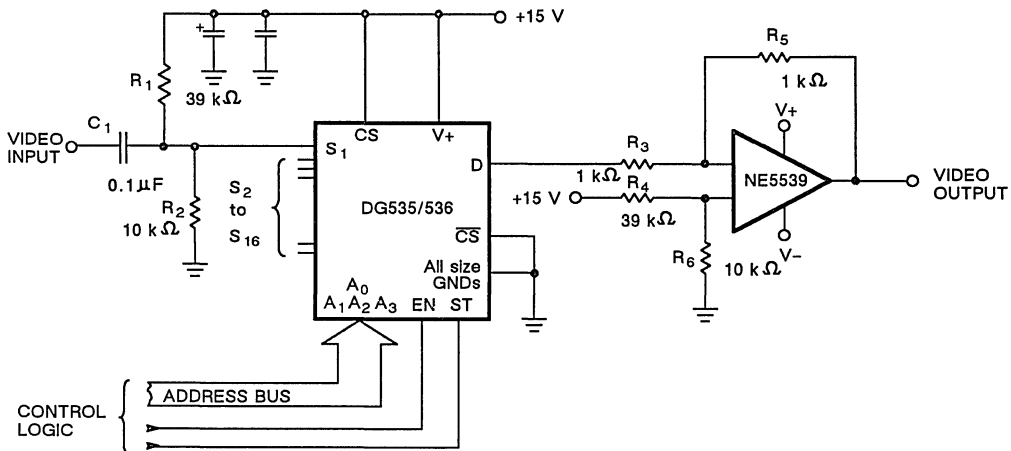 +15 V
R1
39 kΩ
+
C1
VIDEO
INPUT
0.1µF
R2
10 kΩ
S2
to
S16
CS
V+
S1
D
DG535/536
CS
All size
GNDs
A0
A1 A2 A3 EN ST
ADDRESS BUS
CONTROL
LOGIC
R3
1 kΩ
R4
+15 V
39 kΩ
R5
1 kΩ
V+
NE5539
V-
R6
10 kΩ
VIDEO
OUTPUT